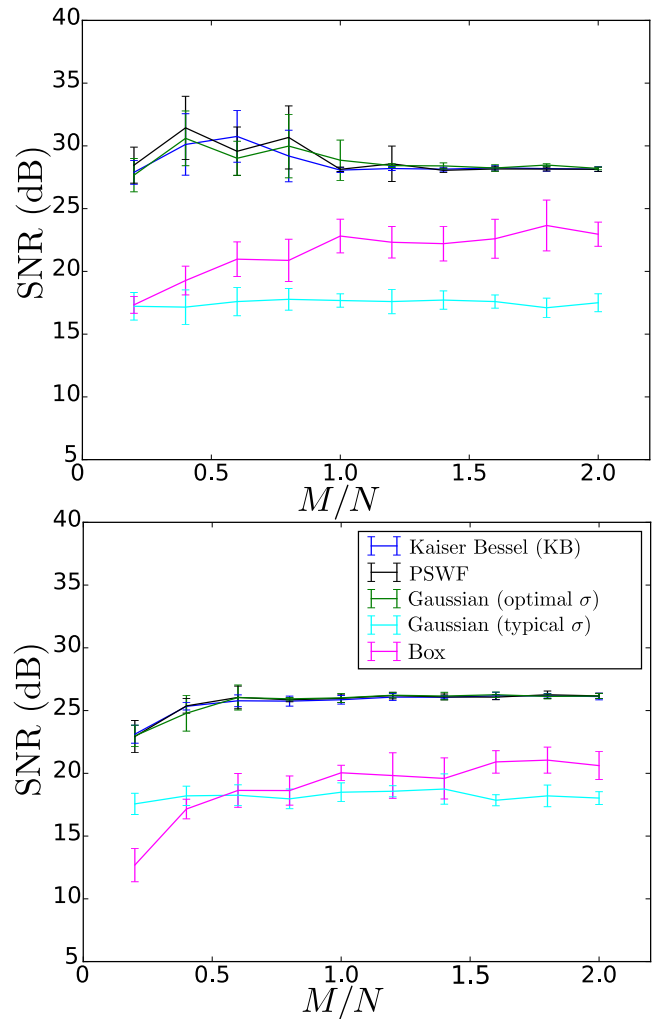 40
35
30
25
20
15
10
5
SNR (dB)
0 0.5 1.0 1.5 2.0
M/N
40
35
30
25
20
15
10
5
SNR (dB)
Kaiser Bessel (KB)
PSWF
Gaussian (optimal σ)
Gaussian (typical σ)
Box
0 0.5 1.0 1.5 2.0
M/N